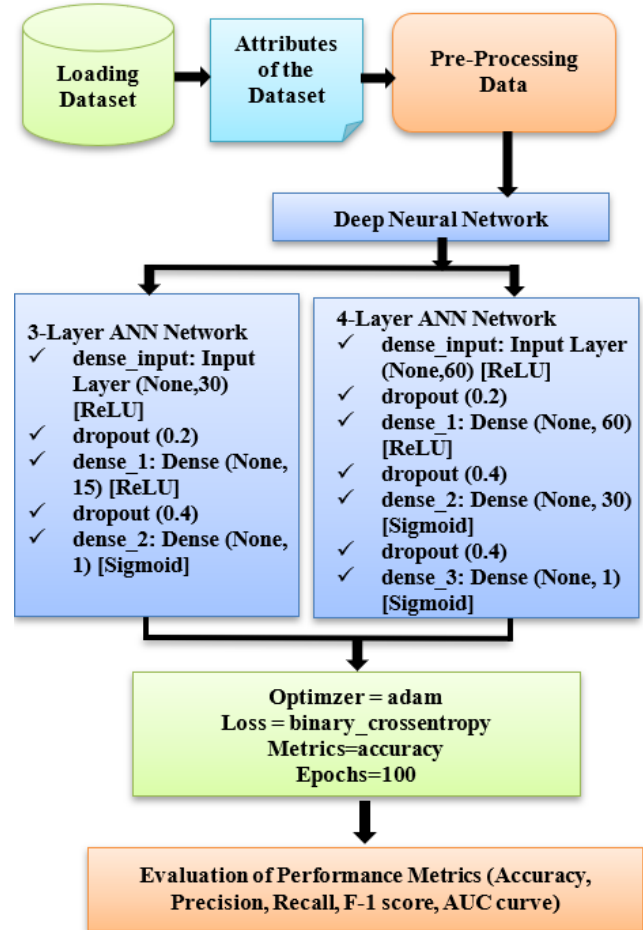 Loading
Dataset
Attributes
of the
Dataset
Pre-Processing
Data
Deep Neural Network
3-Layer ANN Network
✓ dense_input: Input
Layer (None,30)
[ReLU]
✓ dropout (0.2)
✓ dense_1: Dense (None,
15) [ReLU]
✓ dropout (0.4)
✓ dense_2: Dense (None,
1) [Sigmoid]
4-Layer ANN Network
✓ dense_input: Input Layer
(None,60) [ReLU]
✓ dropout (0.2)
✓ dense_1: Dense (None, 60)
[ReLU]
✓ dropout (0.4)
✓ dense_2: Dense (None, 30)
[Sigmoid]
✓ dropout (0.4)
✓ dense_3: Dense (None, 1)
[Sigmoid]
Optimzer = adam
Loss = binary_crossentropy
Metrics=accuracy
Epochs=100
Evaluation of Performance Metrics (Accuracy,
Precision, Recall, F-1 score, AUC curve)